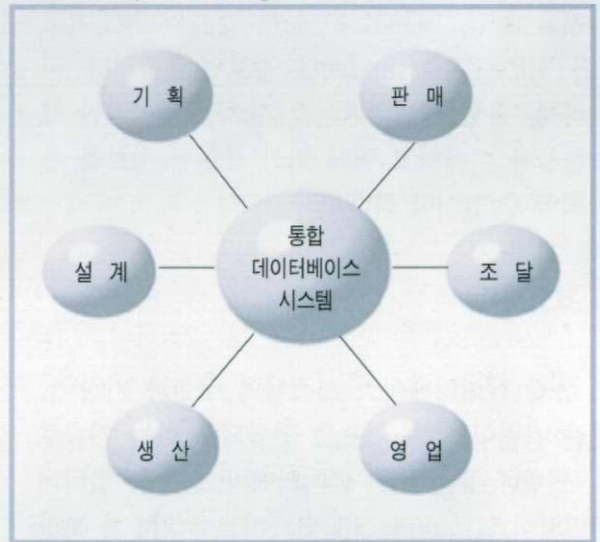 기 획
판 매
통합
데이터베이스
시스템
설 계
조 달
생 산
영 업